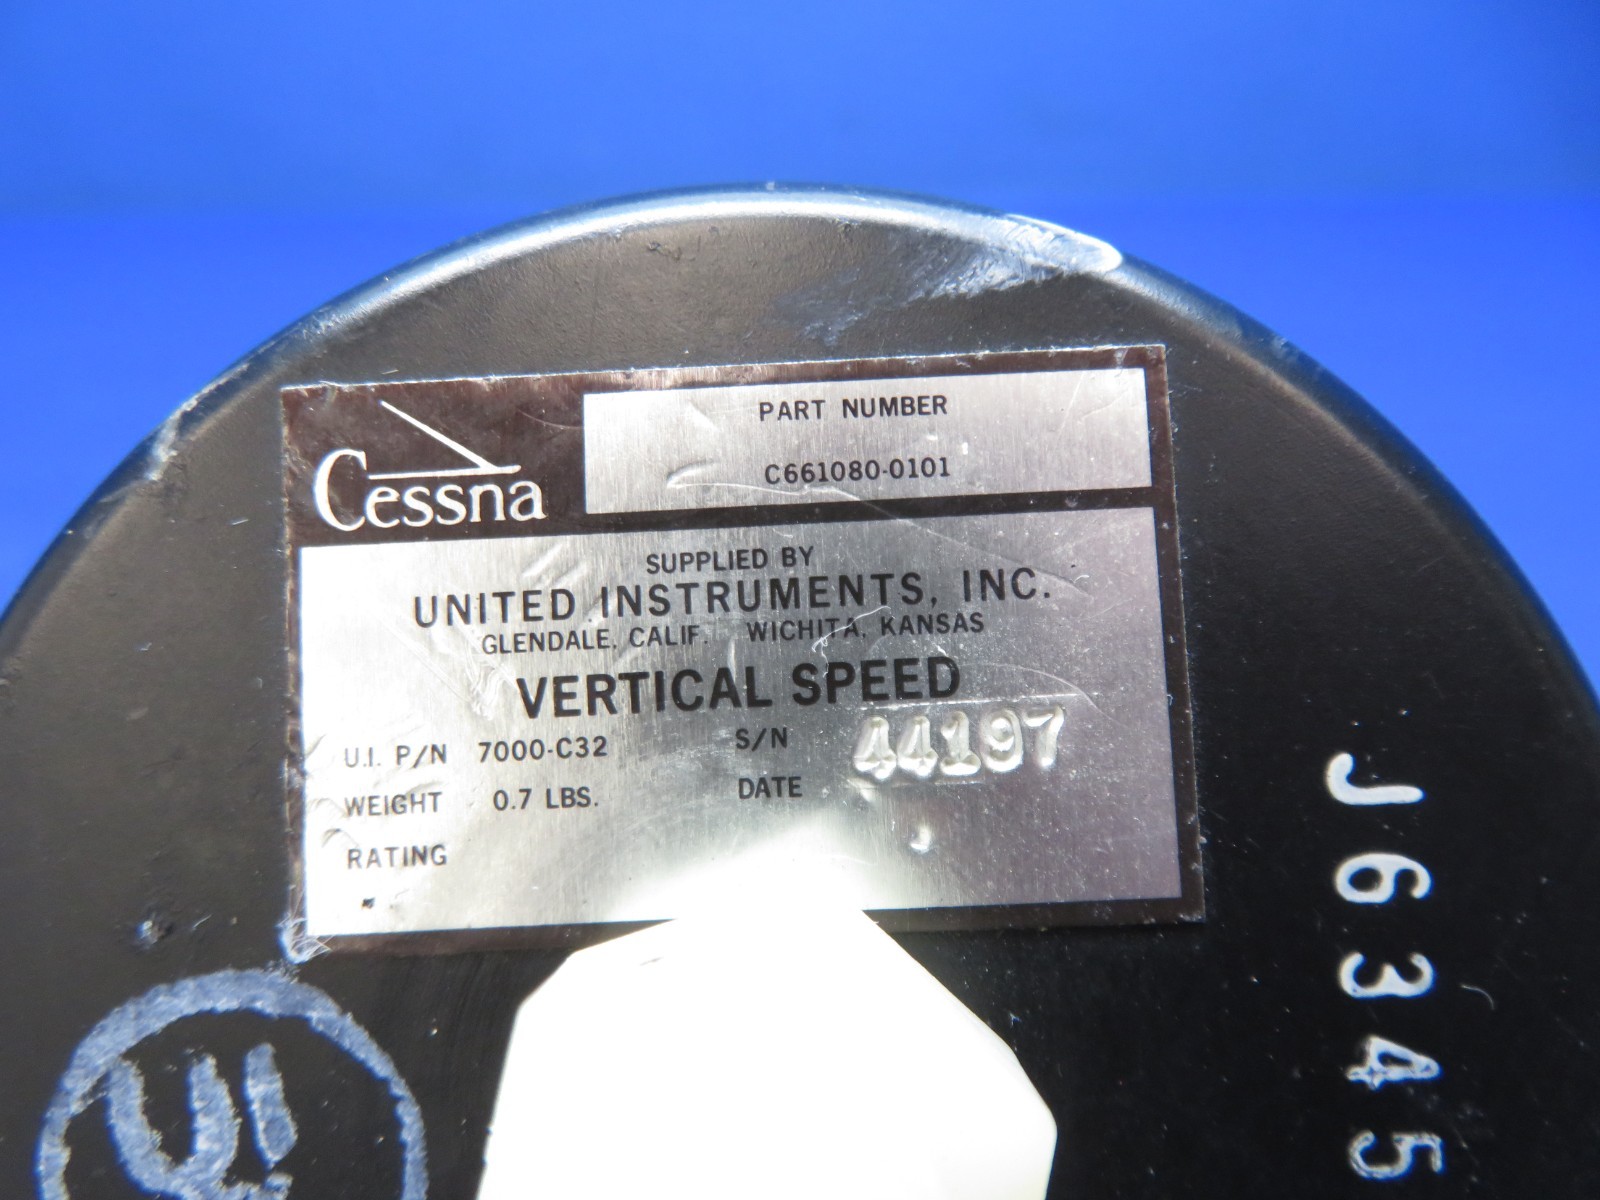 Cessna
PART NUMBER
C661080-0101
SUPPLIED BY
UNITED INSTRUMENTS, INC.
GLENDALE, CALIF. WICHITA, KANSAS
VERTICAL SPEED
U.I. P/N 7000-C32 S/N 44197
WEIGHT 0.7 LBS. DATE
RATING
J6345